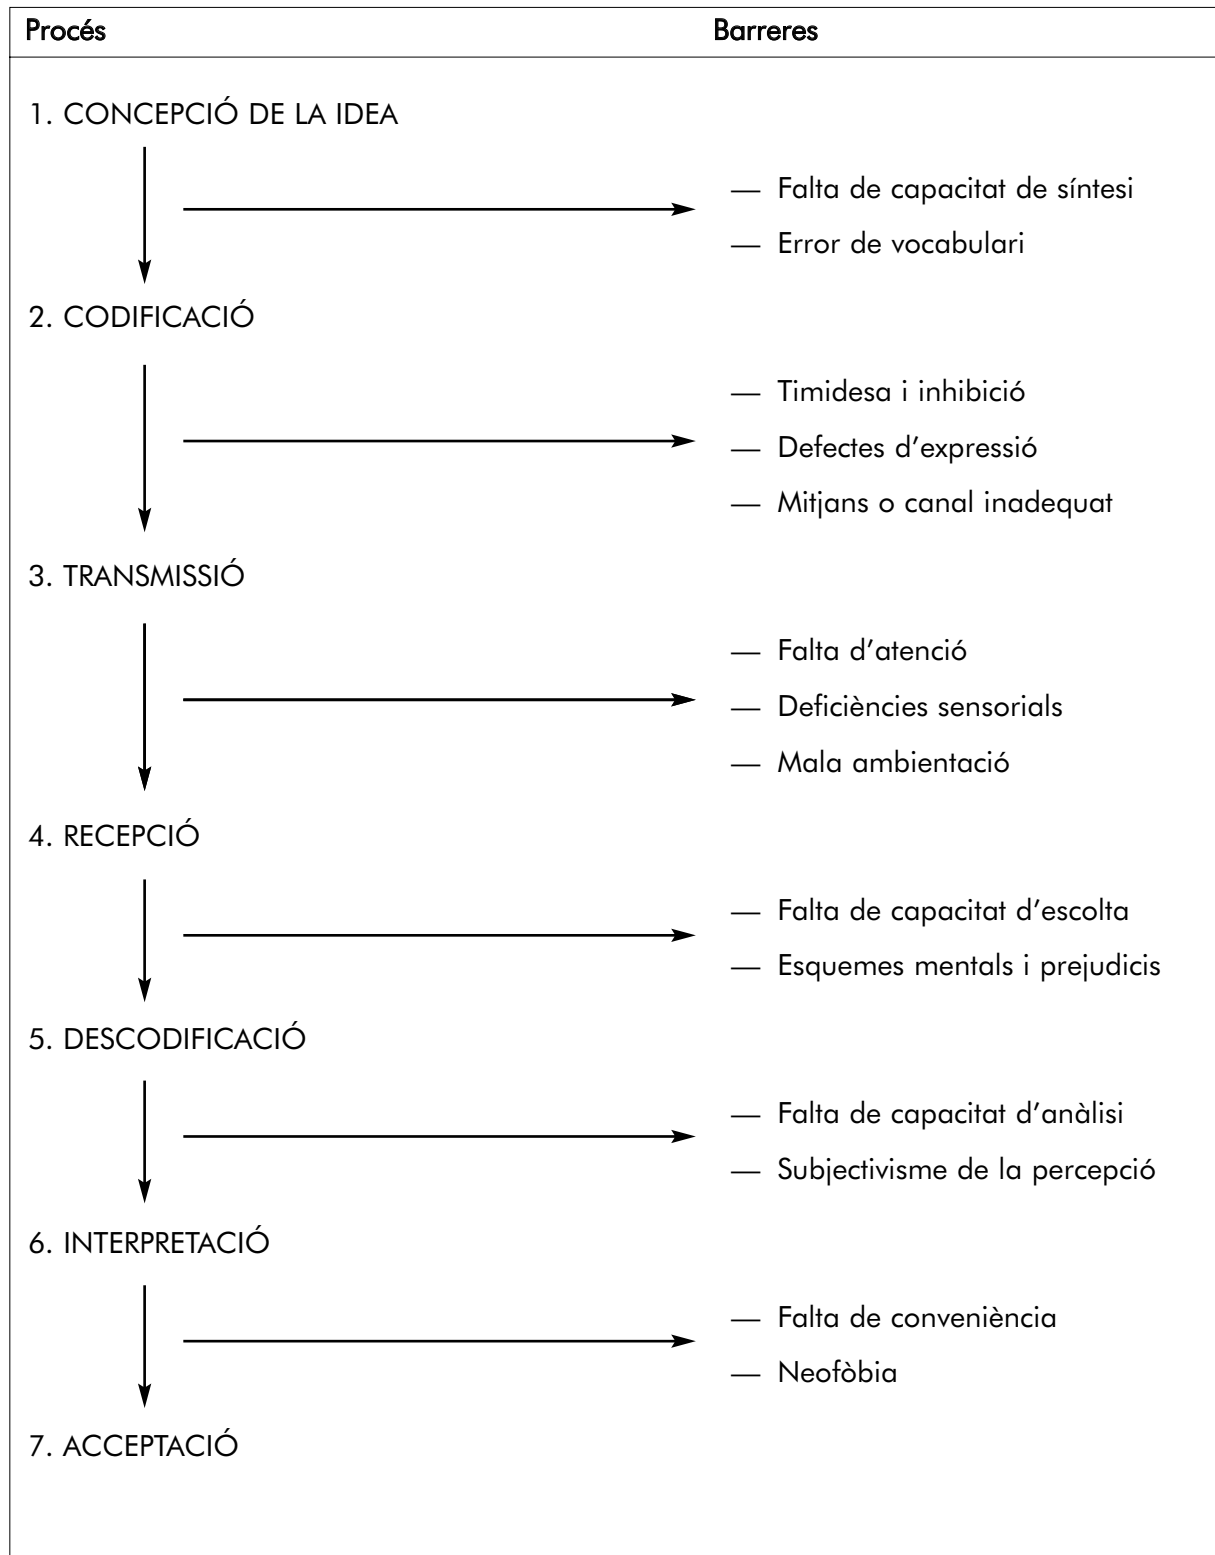 Procés Barreres
1. CONCEPCIÓ DE LA IDEA
— Falta de capacitat de síntesi
— Error de vocabulari
2. CODIFICACIÓ
— Timidesa i inhibició
— Defectes d’expressió
— Mitjans o canal inadequat
3. TRANSMISSIÓ
— Falta d’atenció
— Deficiències sensorials
— Mala ambientació
4. RECEPCIÓ
— Falta de capacitat d’escolta
— Esquemes mentals i prejudicis
5. DESCODIFICACIÓ
— Falta de capacitat d’anàlisi
— Subjectivisme de la percepció
6. INTERPRETACIÓ
— Falta de conveniència
— Neofòbia
7. ACCEPTACIÓ